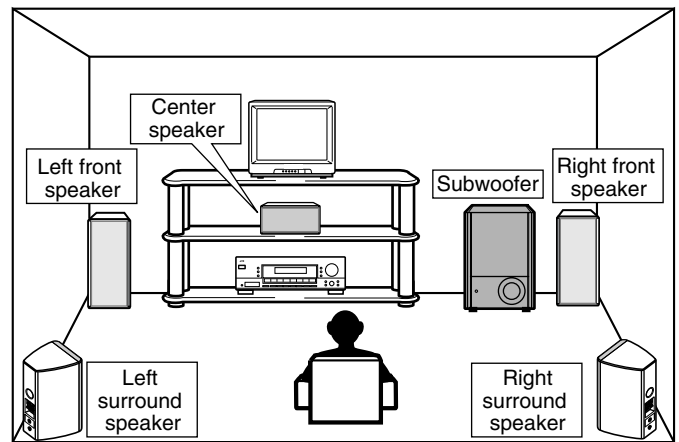 Center
speaker
Left front
speaker
Subwoofer
Right front
speaker
Left
surround
speaker
Right
surround
speaker